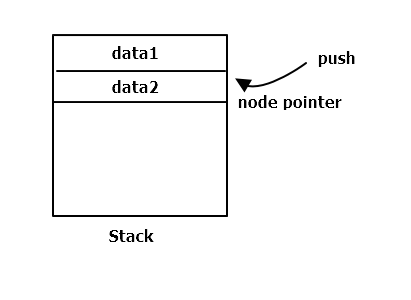 data1
push
data2
node pointer
Stack